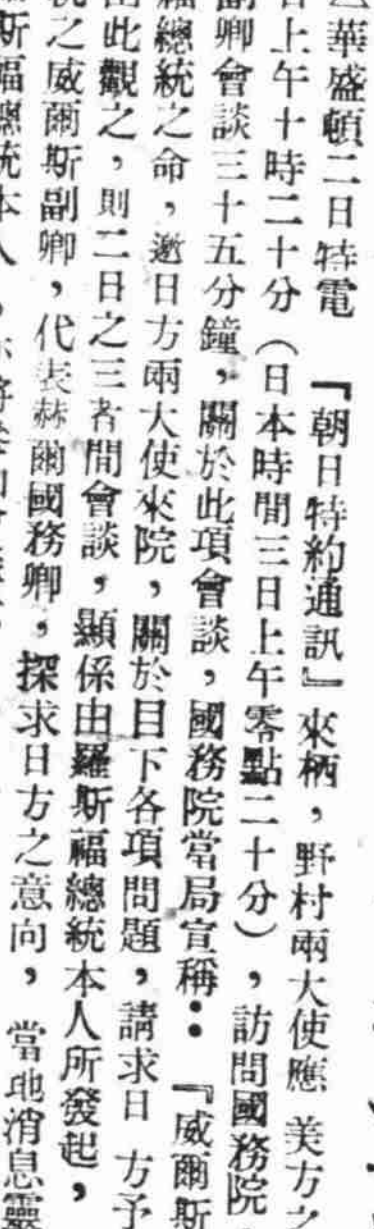 華盛頓二日特電　『朝日特約通訊』來栖，野村兩大使應 美方之
日上午十時二十分（日本時間三日上午零點二十分），訪問國務院
副卿會談三十五分鐘，關於此項會談，國務院當局宣稱：『威爾斯
福總統之命，邀日方兩大使來院，關於目下各項問題，請求日 方予
由此觀之，則二日之三者間會談，顯係由羅斯福總統本人所發起，
之威爾斯副卿，代表赫爾國務卿，探求日方之意向，當地消息靈
斯福總統本人，